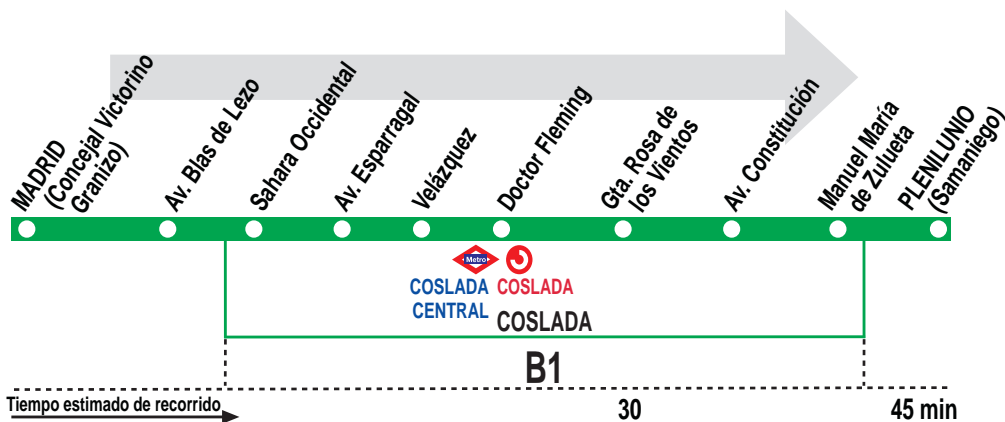 MADRID
(Concejal Victorino
Granizo)
Av. Blas de Lezo
Sahara Occidental
Av. Esparragal
Velázquez
Doctor Fleming
Gta. Rosa de
los Vientos
Av. Constitución
Manuel María
de Zulueta
PLENILUNIO
(Samaniego)
Metro
COSLADA
CENTRAL
COSLADA
COSLADA
B1
Tiempo estimado de recorrido
30
45 min